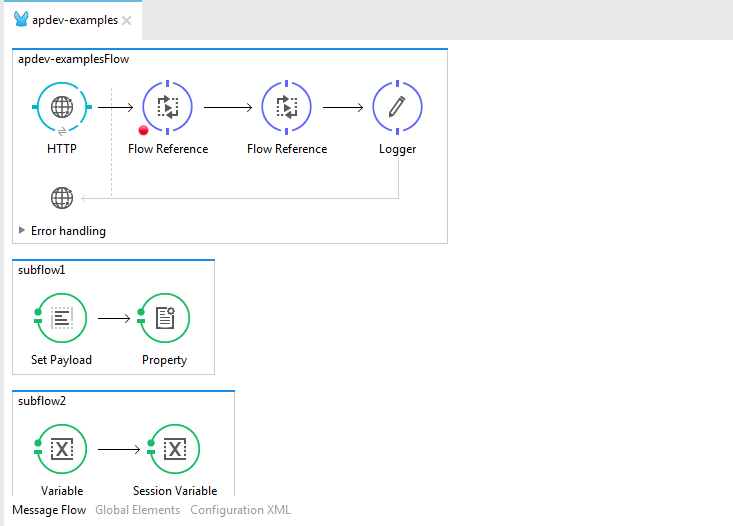 apdev-examples
apdev-examplesFlow
HTTP Flow Reference Flow Reference Logger
Error handling
subflow1
Set Payload Property
subflow2
Variable Session Variable
Message Flow Global Elements Configuration XML